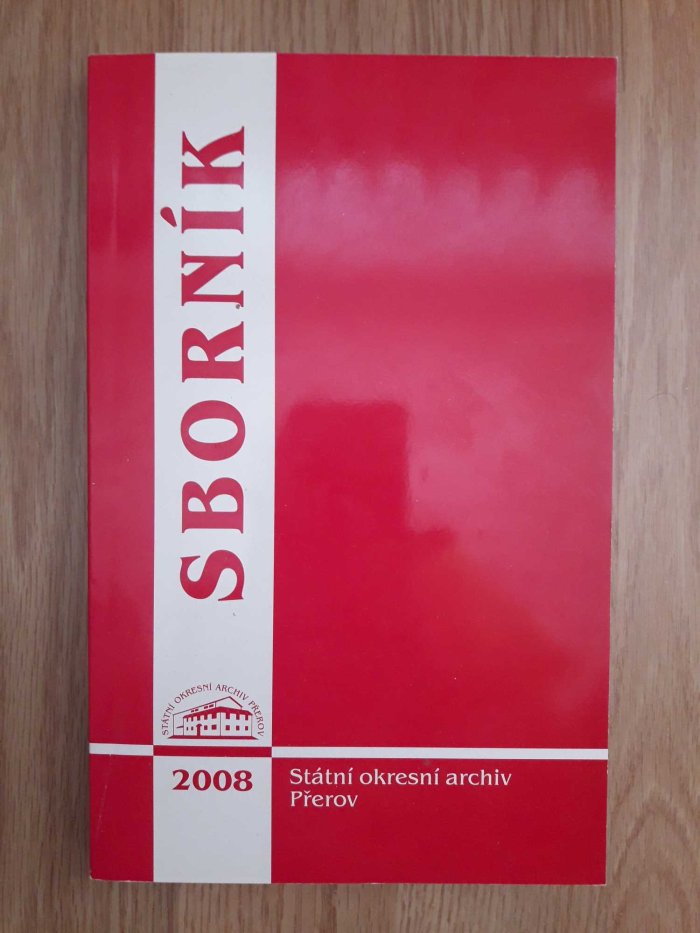 SBORNÍK
STÁTNÍ OKRESNÍ ARCHIV PŘEROV
2008
Státní okresní archiv
Přerov